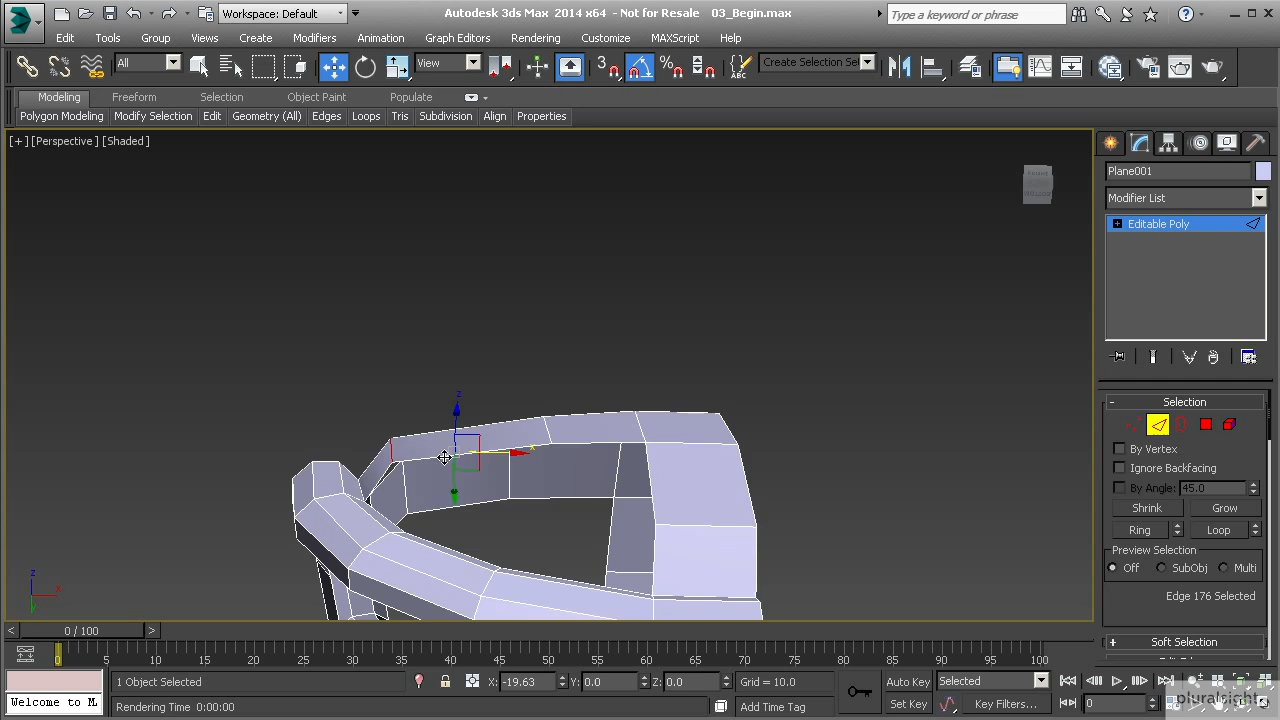 Workspace: Default
Autodesk 3ds Max 2014 x64 - Not for Resale 03_Begin.max
Type a keyword or phrase
Edit Tools Group Views Create Modifiers Animation Graph Editors Rendering Customize MAXScript Help
All
View
3
%
ABC
Create Selection Se
Modeling Freeform Selection Object Paint Populate
Polygon Modeling Modify Selection Edit Geometry (All) Edges Loops Tris Subdivision Align Properties
[+] [Perspective] [Shaded]
Plane001
Modifier List
Editable Poly
z
x
- Selection
By Vertex
Ignore Backfacing
By Angle: 45.0
Shrink Grow
Ring Loop
Preview Selection
Off SubObj Multi
Edge 176 Selected
+ Soft Selection
z
x
< 0 / 100 >
0 5 10 15 20 25 30 35 40 45 50 55 60 65 70 75 80 85 90 95 100
1 Object Selected
X: -19.63 Y: 0.0 Z: 0.0 Grid = 10.0
Auto Key Selected
Welcome to M
Rendering Time 0:00:00
Add Time Tag
Set Key Key Filters... 0
pluralsight